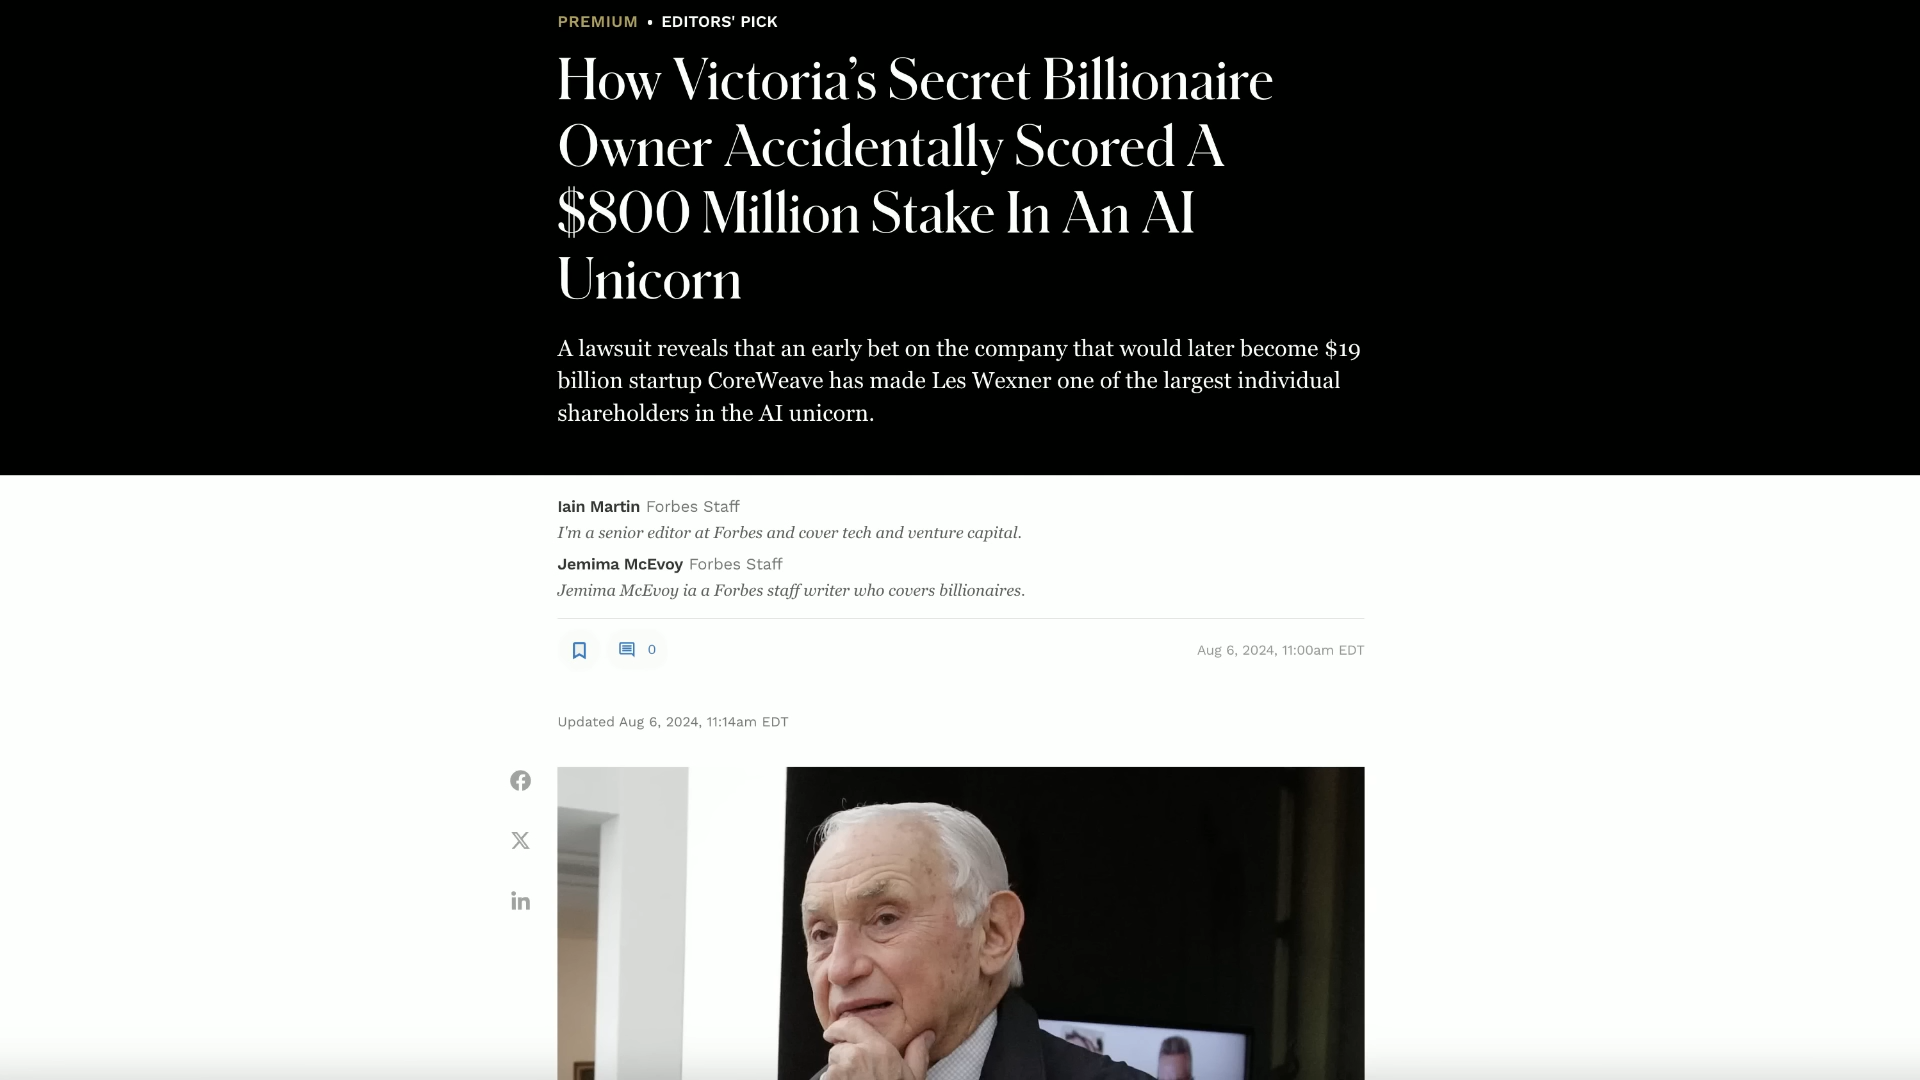 PREMIUM • EDITORS' PICK
How Victoria’s Secret Billionaire
Owner Accidentally Scored A
$800 Million Stake In An AI
Unicorn
A lawsuit reveals that an early bet on the company that would later become $19
billion startup CoreWeave has made Les Wexner one of the largest individual
shareholders in the AI unicorn.
Iain Martin Forbes Staff
I'm a senior editor at Forbes and cover tech and venture capital.
Jemima McEvoy Forbes Staff
Jemima McEvoy ia a Forbes staff writer who covers billionaires.
0
Aug 6, 2024, 11:00am EDT
Updated Aug 6, 2024, 11:14am EDT